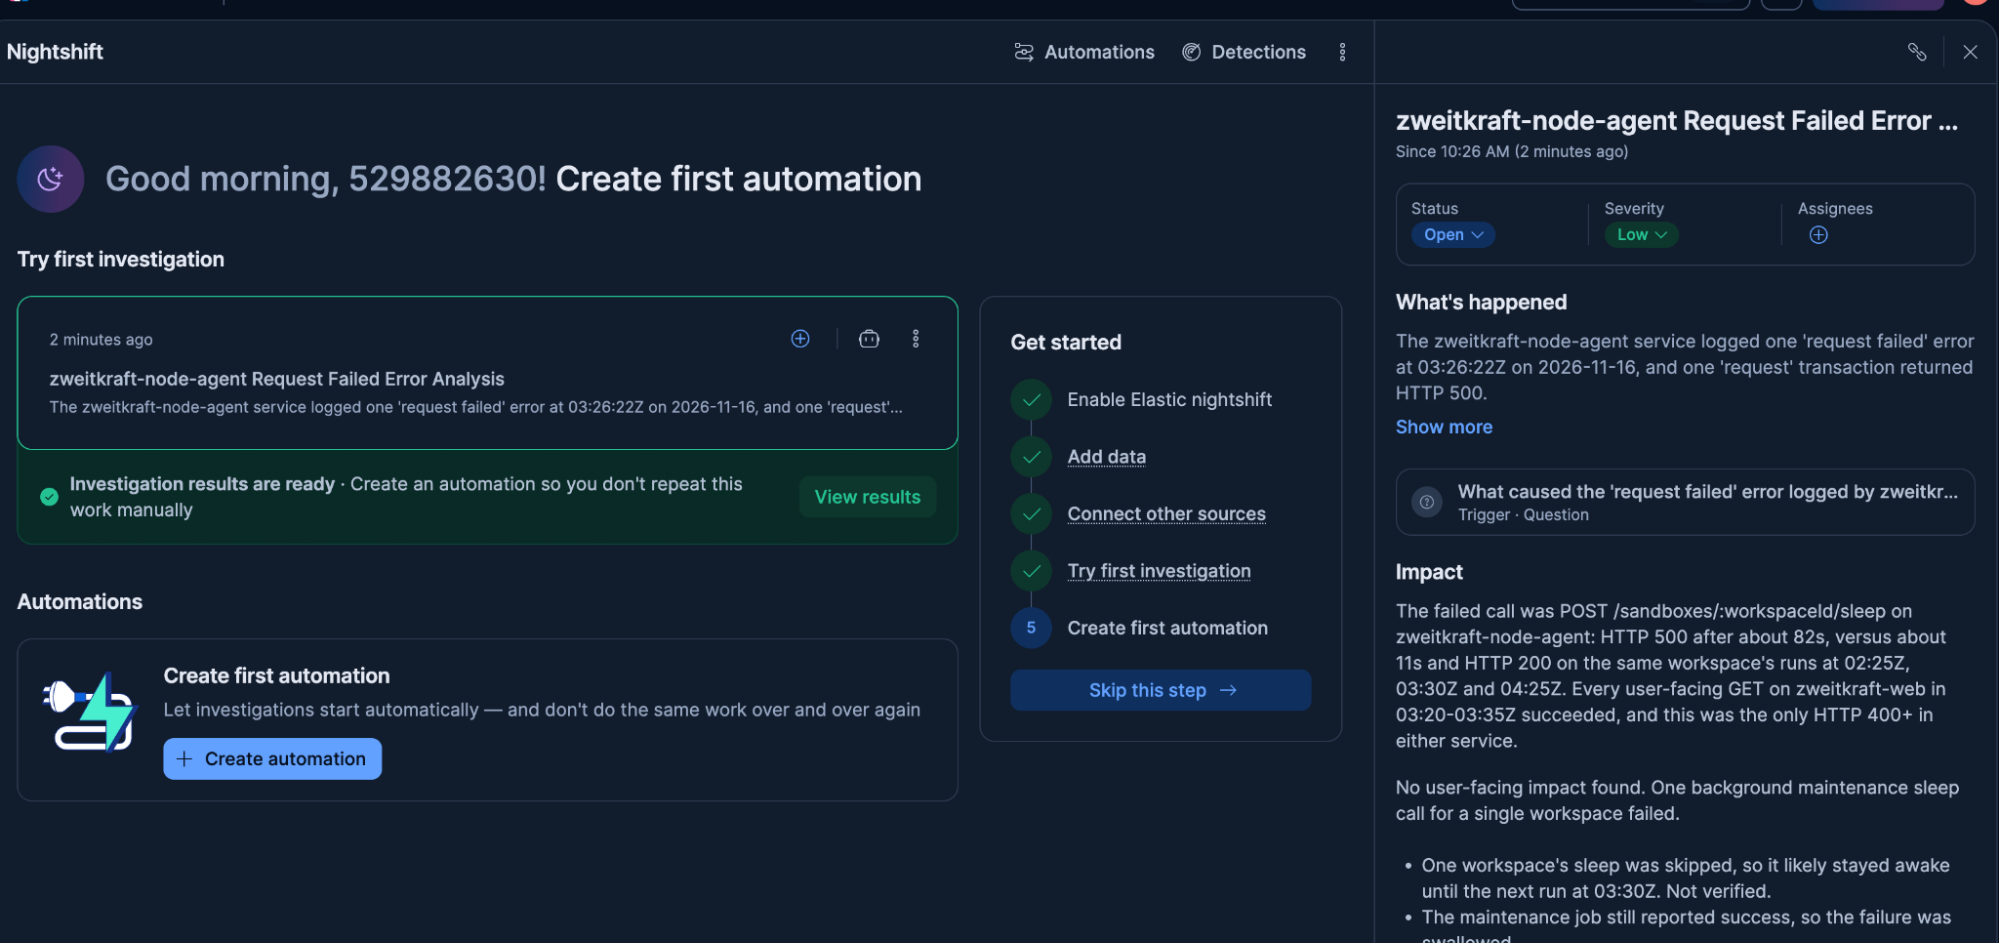 Nightshift
Automations
Detections
Good morning, 529882630! Create first automation
Try first investigation
2 minutes ago
zweitkraft-node-agent Request Failed Error Analysis
The zweitkraft-node-agent service logged one 'request failed' error at 03:26:22Z on 2026-11-16, and one 'request'...
Investigation results are ready · Create an automation so you don't repeat this
work manually
View results
Automations
Create first automation
Let investigations start automatically — and don't do the same work over and over again
Create automation
Get started
Enable Elastic nightshift
Add data
Connect other sources
Try first investigation
5
Create first automation
Skip this step →
zweitkraft-node-agent Request Failed Error ...
Since 10:26 AM (2 minutes ago)
Status
Open
Severity
Low
Assignees
What's happened
The zweitkraft-node-agent service logged one 'request failed' error
at 03:26:22Z on 2026-11-16, and one 'request' transaction returned
HTTP 500.
Show more
What caused the 'request failed' error logged by zweitkr...
Trigger · Question
Impact
The failed call was POST /sandboxes/:workspaceId/sleep on
zweitkraft-node-agent: HTTP 500 after about 82s, versus about
11s and HTTP 200 on the same workspace's runs at 02:25Z,
03:30Z and 04:25Z. Every user-facing GET on zweitkraft-web in
03:20-03:35Z succeeded, and this was the only HTTP 400+ in
either service.
No user-facing impact found. One background maintenance sleep
call for a single workspace failed.
• One workspace's sleep was skipped, so it likely stayed awake
until the next run at 03:30Z. Not verified.
• The maintenance job still reported success, so the failure was
swallowed